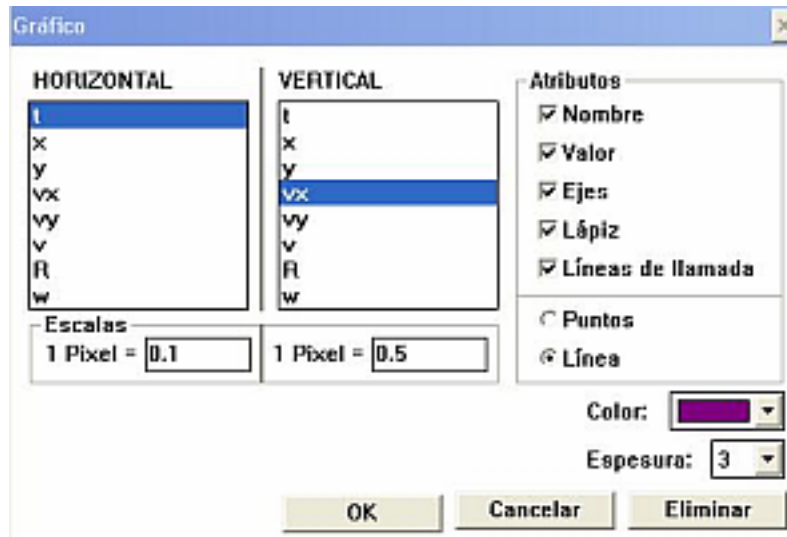 Gráfico
HORIZONTAL
t
x
y
vx
vy
v
R
w
Escalas
1 Pixel = 0.1
VERTICAL
t
x
y
vx
vy
v
R
w
1 Pixel = 0.5
Atributos
Nombre
Valor
Ejes
Lápiz
Líneas de llamada
Puntos
Línea
Color:
Espesura: 3
OK
Cancelar
Eliminar